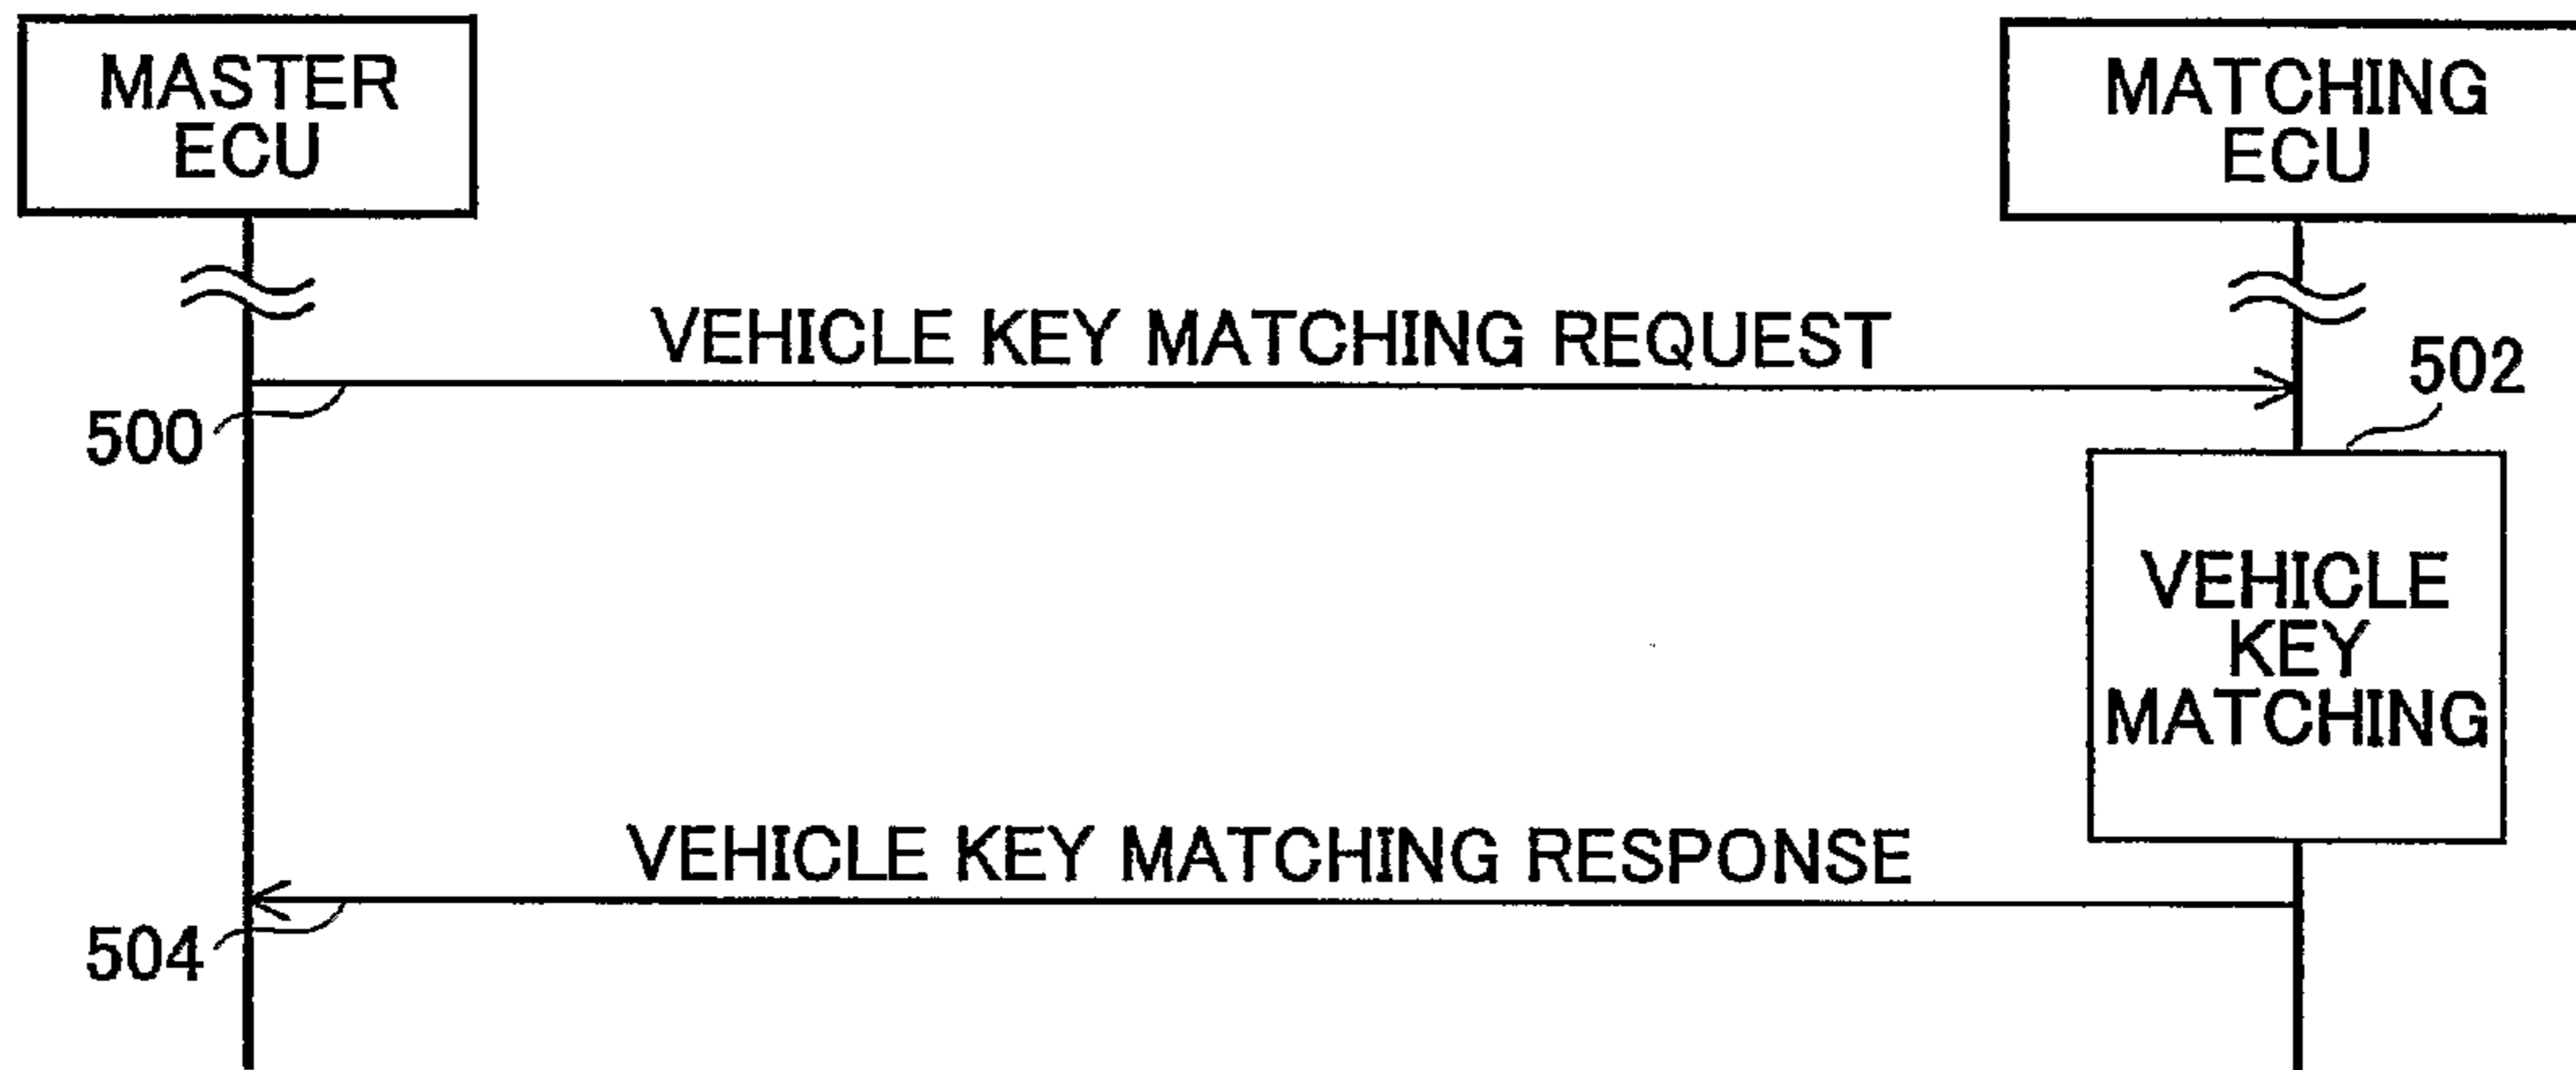 MASTER
ECU
MATCHING
ECU
VEHICLE KEY MATCHING REQUEST
500
502
VEHICLE
KEY
MATCHING
VEHICLE KEY MATCHING RESPONSE
504